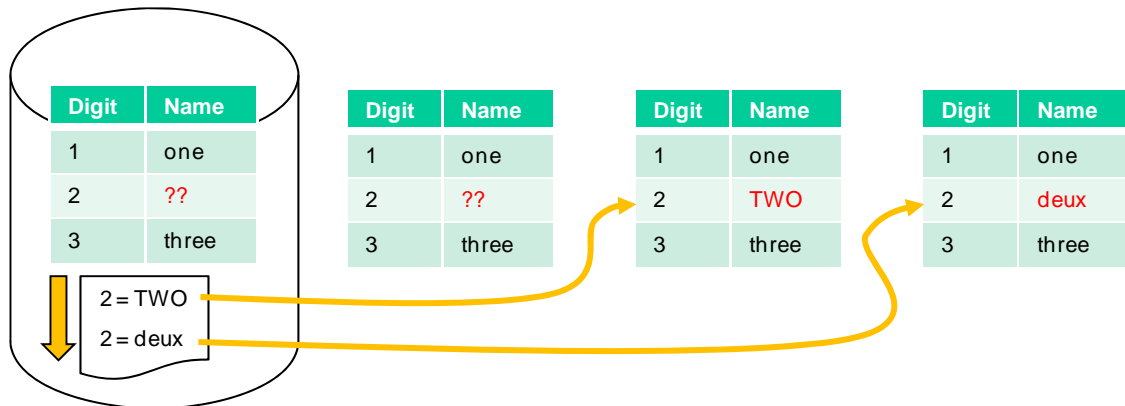 Digit Name
1 one
2 ??
3 three
2 = TWO
2 = deux
Digit Name
1 one
2 ??
3 three
Digit Name
1 one
2 TWO
3 three
Digit Name
1 one
2 deux
3 three